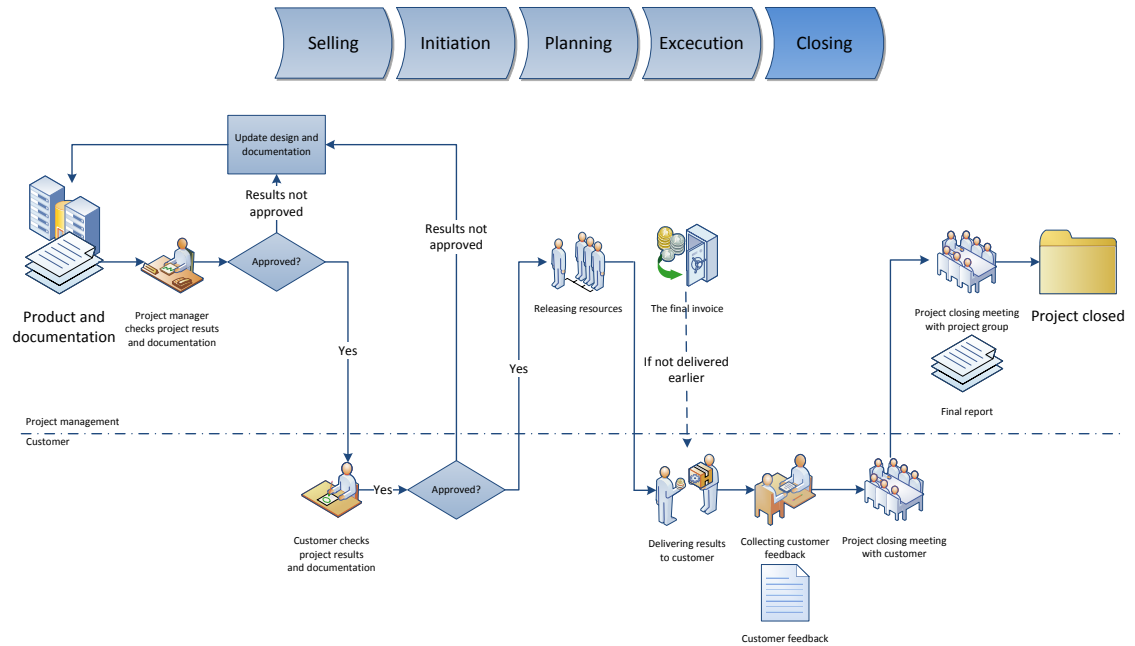 Selling
Initiation
Planning
Excecution
Closing
Update design and
documentation
Results not
approved
Results not
approved
Approved?
Product and
documentation
Project manager
checks project resuts
and documentation
Yes
Releasing resources
The final invoice
If not delivered
earlier
Yes
Project closing meeting
with project group
Project closed
Final report
Project management
Customer
Yes
Approved?
Customer checks
project results
and documentation
Delivering results
to customer
Collecting customer
feedback
Project closing meeting
with customer
Customer feedback